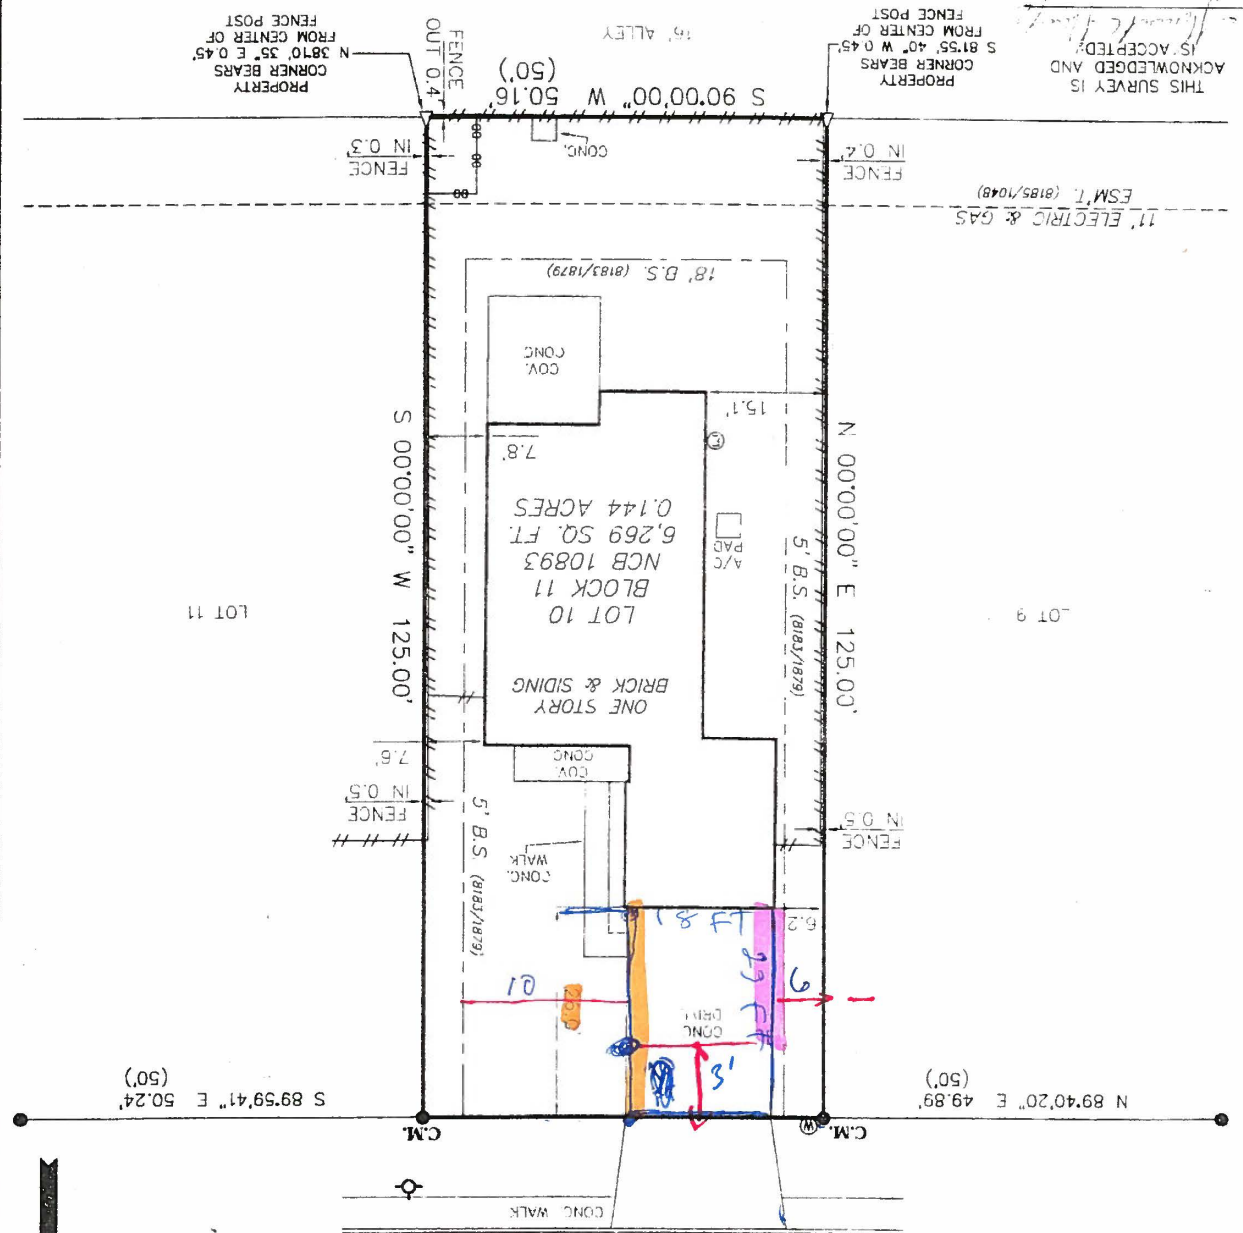 THIS SURVEY IS
ACKNOWLEDGED AND
IS ACCEPTED:
PROPERTY
CORNER BEARS
S 81°55' 40" W 0.45'
FROM CENTER OF
FENCE POST
16' ALLEY
PROPERTY
CORNER BEARS
N 38°10' 35" E 0.45'
FROM CENTER OF
FENCE POST
FENCE
OUT 0.4'
S 90°00'00" W 50.16'
(50')
FENCE
IN 0.4'
FENCE
IN 0.3'
CONC.
11' ELECTRIC & GAS
ESM'T. (8185/1048)
18' B.S. (8183/1879)
COV.
CONC
15.1'
7.8'
N 00°00'00" E 125.00'
S 00°00'00" W 125.00'
LOT 10
BLOCK 11
NCB 10893
6,269 SQ. FT.
0.144 ACRES
A/C
PAD
5' B.S. (8183/1879)
LOT 9
LOT 11
ONE STORY
BRICK & SIDING
COV.
CONC
7.6'
FENCE
IN 0.5'
FENCE
IN 0.5'
CONC.
WALK
5' B.S. (8183/1879)
6.2'
18 FT
29 FT
CONC
DRIVE
3'
N 89°40'20" E 49.89'
(50')
S 89°59'41" E 50.24'
(50')
C.M.
C.M.
W
CONC WALK